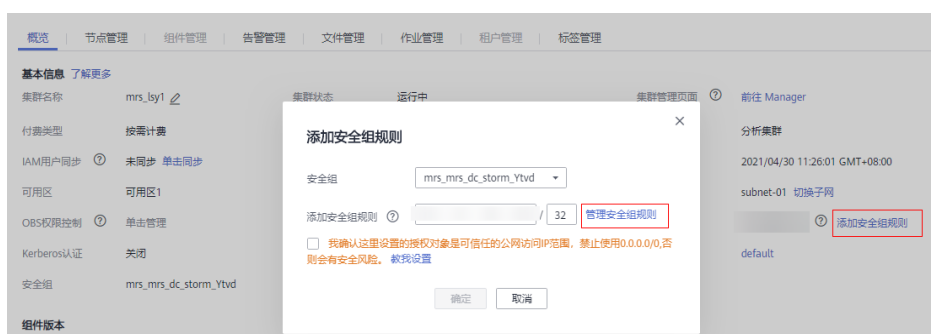 概览 节点管理 组件管理 告警管理 文件管理 作业管理 租户管理 标签管理
基本信息 了解更多
集群名称 mrs_lsy1 集群状态 运行中 集群管理页面 ? 前往 Manager
付费类型 按需计费 分析集群
IAM用户同步 ? 未同步 单击同步 2021/04/30 11:26:01 GMT+08:00
可用区 可用区1 subnet-01 切换子网
OBS权限控制 ? 单击管理 ? 添加安全组规则
Kerberos认证 关闭 default
安全组 mrs_mrs_dc_storm_Ytvd
组件版本
添加安全组规则 ×
安全组 mrs_mrs_dc_storm_Ytvd
添加安全组规则 ? / 32 管理安全组规则
我确认这里设置的授权对象是可信任的公网访问IP范围，禁止使用0.0.0.0/0,否
则会有安全风险。 教我设置
确定 取消